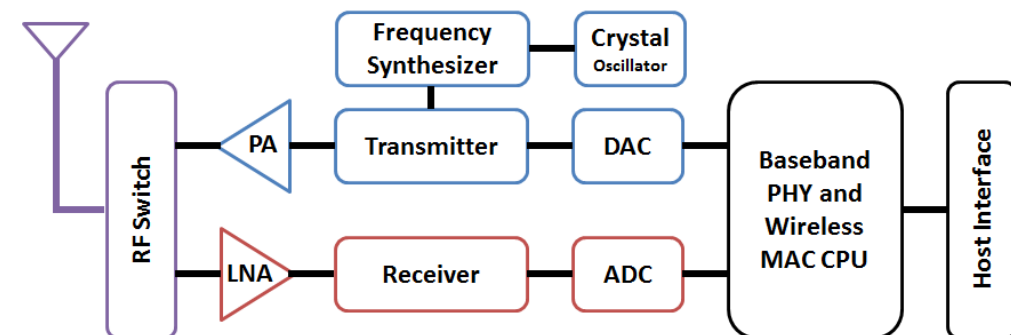 Frequency
Synthesizer
Crystal
Oscillator
RF Switch
PA
Transmitter
DAC
Baseband
PHY and
Wireless
MAC CPU
Host Interface
LNA
Receiver
ADC